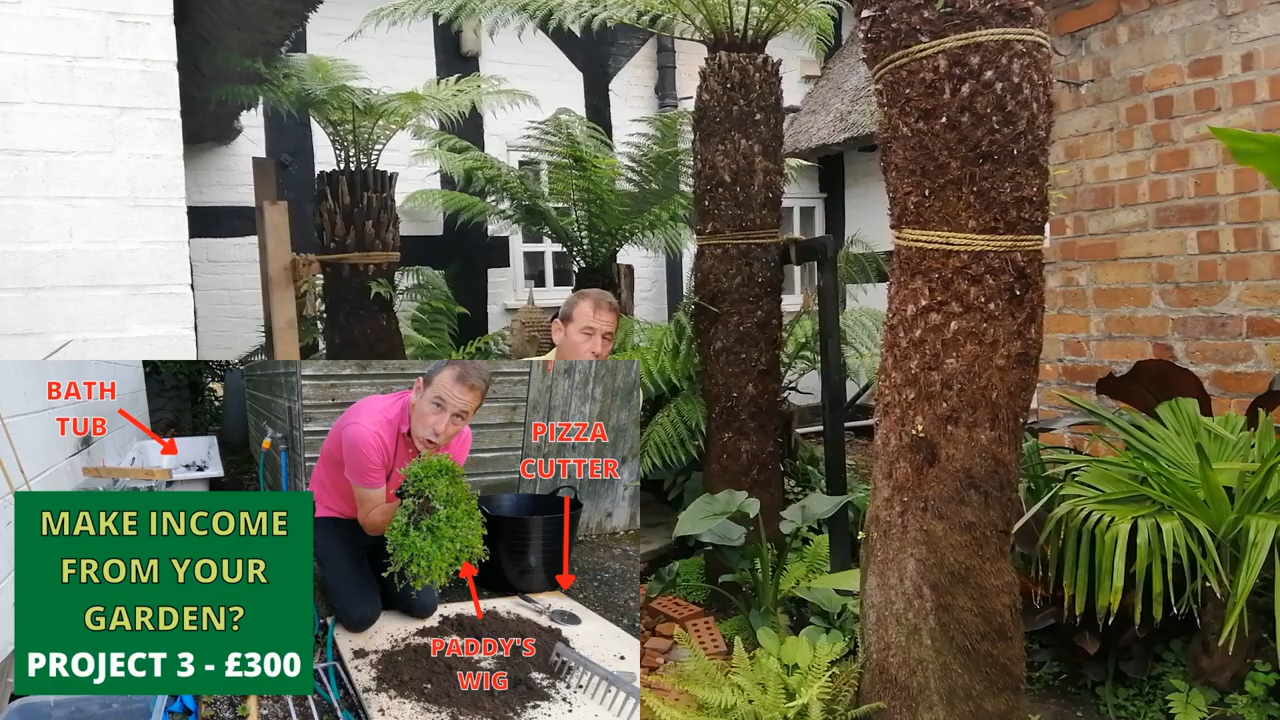 BATH
TUB
PIZZA
CUTTER
MAKE INCOME
FROM YOUR
GARDEN?
PROJECT 3 - £300
PADDY'S
WIG